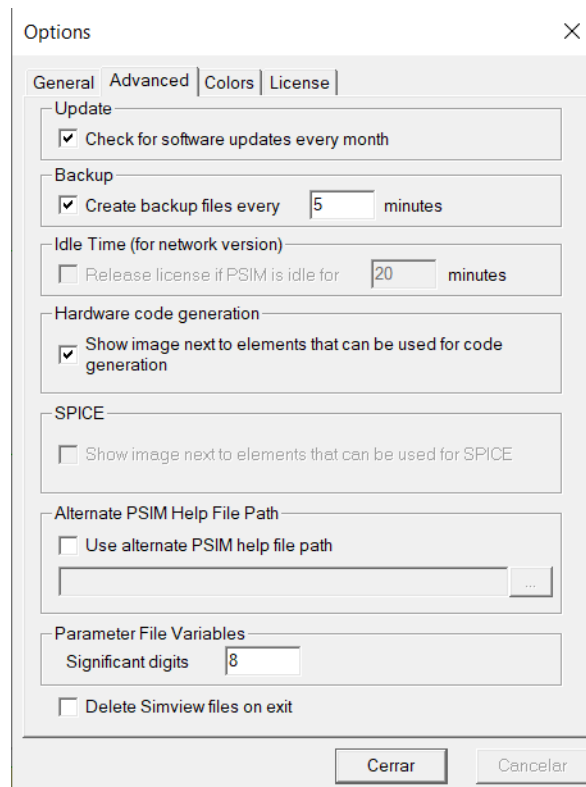 Options
General Advanced Colors License
Update
Check for software updates every month
Backup
Create backup files every 5 minutes
Idle Time (for network version)
Release license if PSIM is idle for 20 minutes
Hardware code generation
Show image next to elements that can be used for code
generation
SPICE
Show image next to elements that can be used for SPICE
Alternate PSIM Help File Path
Use alternate PSIM help file path
...
Parameter File Variables
Significant digits 8
Delete Simview files on exit
Cerrar Cancelar